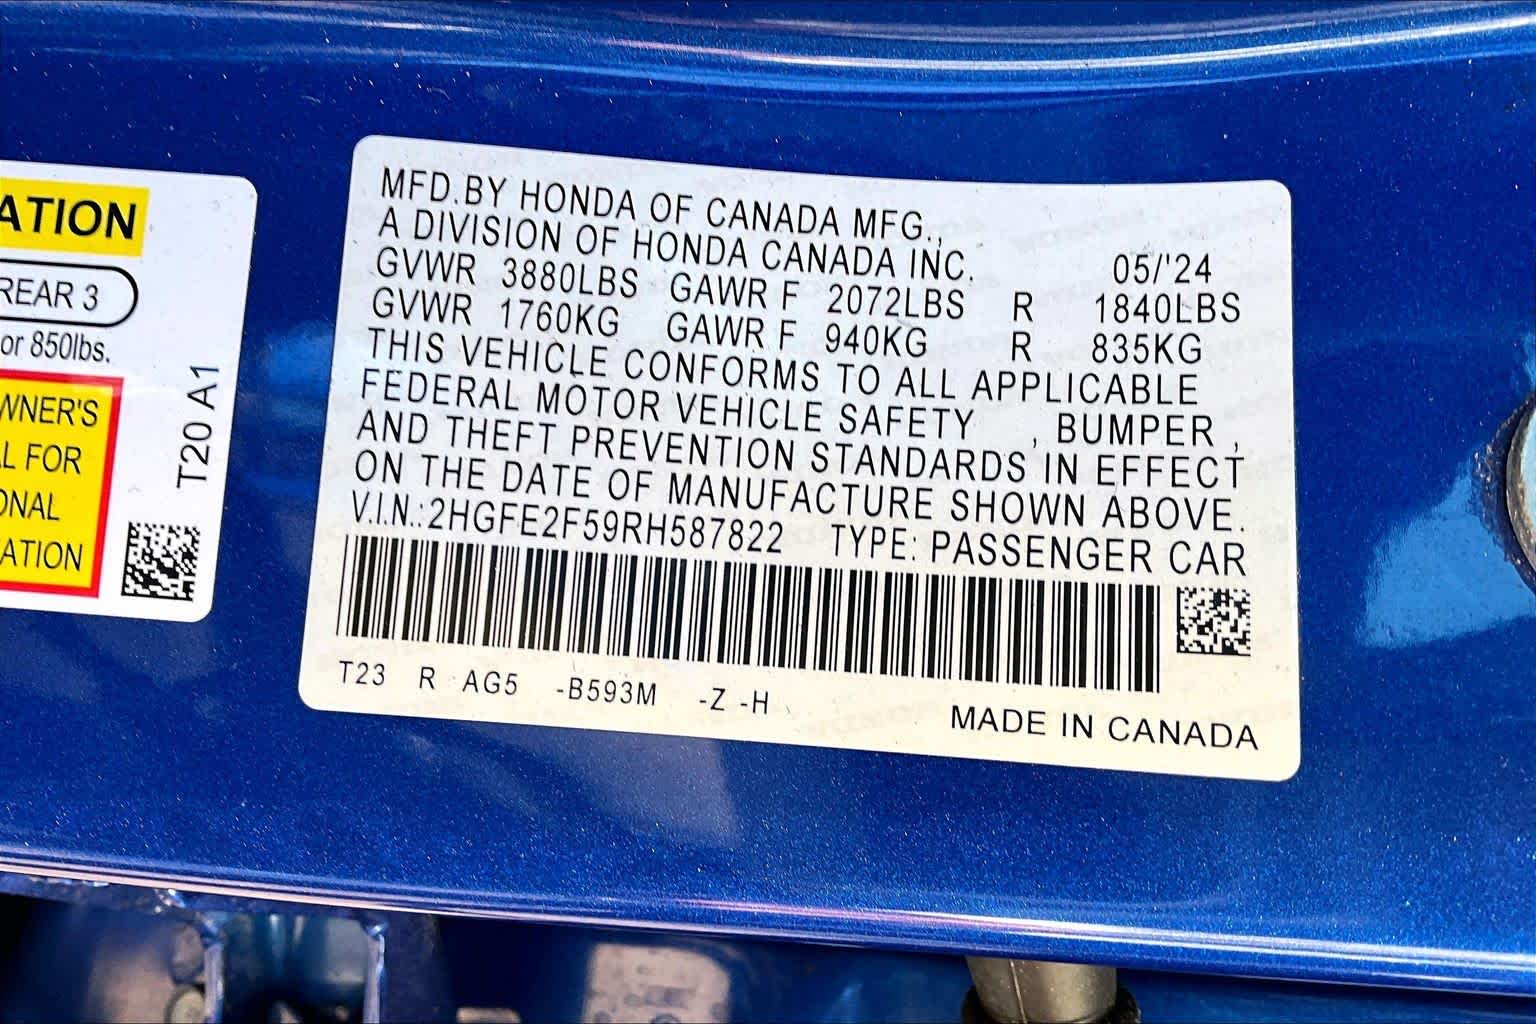 ATION
REAR 3
or 850lbs.
WNER'S
L FOR
ONAL
ATION
T20 A1
MFD.BY HONDA OF CANADA MFG.,
A DIVISION OF HONDA CANADA INC. 05/'24
GVWR 3880LBS GAWR F 2072LBS R 1840LBS
GVWR 1760KG GAWR F 940KG R 835KG
THIS VEHICLE CONFORMS TO ALL APPLICABLE
FEDERAL MOTOR VEHICLE SAFETY , BUMPER ,
AND THEFT PREVENTION STANDARDS IN EFFECT
ON THE DATE OF MANUFACTURE SHOWN ABOVE.
V.I.N.:2HGFE2F59RH587822 TYPE: PASSENGER CAR
T23 R AG5 -B593M -Z -H
MADE IN CANADA